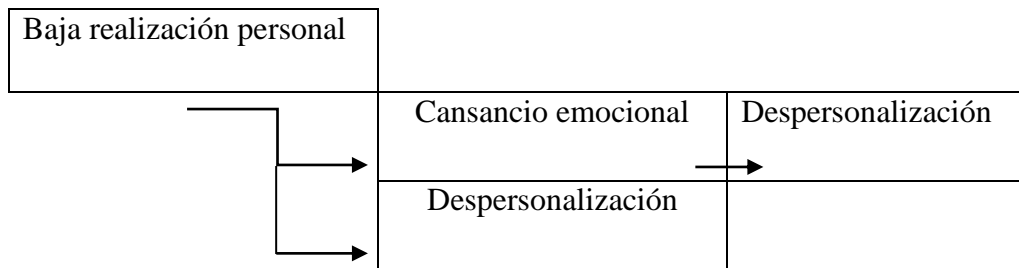 Baja realización personal
Cansancio emocional
Despersonalización
Despersonalización